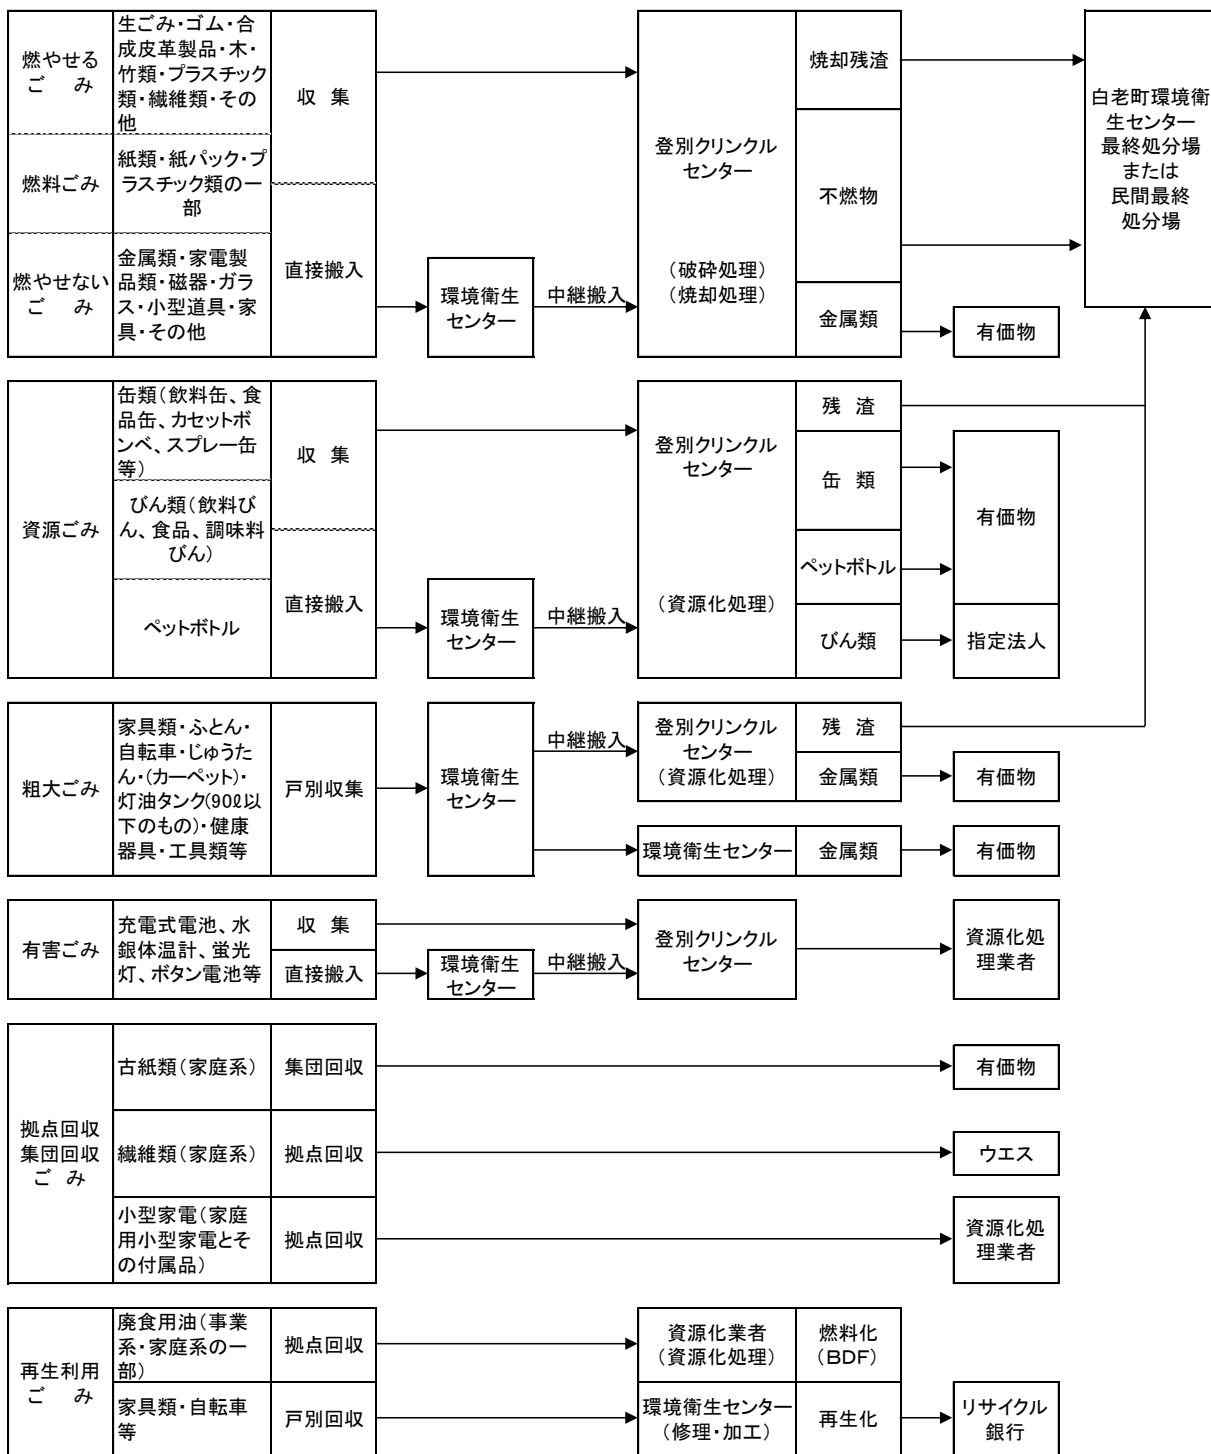 燃やせる
ご　み
生ごみ・ゴム・合
成皮革製品・木・
竹類・プラスチック
類・繊維類・その
他
収　集
登別クリンクル
センター
(破砕処理)
(焼却処理)
焼却残渣
白老町環境衛
生センター
最終処分場
または
民間最終
処分場
燃料ごみ
紙類・紙パック・プ
ラスチック類の一
部
不燃物
燃やせない
ご　み
金属類・家電製
品類・磁器・ガラ
ス・小型道具・家
具・その他
直接搬入
環境衛生
センター
中継搬入
金属類
有価物
資源ごみ
缶類(飲料缶、食
品缶、カセットボ
ンベ、スプレー缶
等)
収　集
登別クリンクル
センター
(資源化処理)
残　渣
缶　類
有価物
びん類(飲料び
ん、食品、調味料
びん)
ペットボトル
ペットボトル
直接搬入
環境衛生
センター
中継搬入
びん類
指定法人
粗大ごみ
家具類・ふとん・
自転車・じゅうた
ん・(カーペット)・
灯油タンク(90ℓ以
下のもの)・健康
器具・工具類等
戸別収集
環境衛生
センター
中継搬入
登別クリンクル
センター
(資源化処理)
残　渣
金属類
有価物
環境衛生センター
金属類
有価物
有害ごみ
充電式電池、水
銀体温計、蛍光
灯、ボタン電池等
収　集
直接搬入
環境衛生
センター
中継搬入
登別クリンクル
センター
資源化処
理業者
拠点回収
集団回収
ご　み
古紙類(家庭系)
集団回収
有価物
繊維類(家庭系)
拠点回収
ウエス
小型家電(家庭
用小型家電とそ
の付属品)
拠点回収
資源化処
理業者
再生利用
ご　み
廃食用油(事業
系・家庭系の一
部)
拠点回収
資源化業者
(資源化処理)
燃料化
(BDF)
家具類・自転車
等
戸別回収
環境衛生センター
(修理・加工)
再生化
リサイクル
銀行